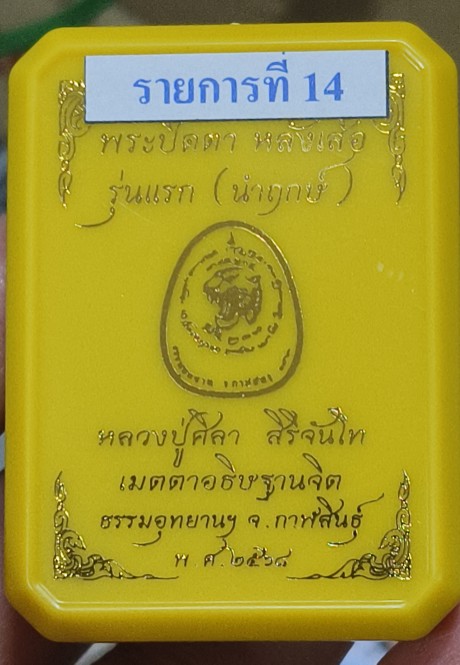 รายการที่ 14
พระปิดตา หลังเสือ
รุ่นแรก (นำฤกษ์)
หลวงปู่ศิลา สิริจันโท
เมตตาอธิษฐานจิต
ธรรมอุทยานฯ จ.กาฬสินธุ์
พ.ศ.๒๕๖๘